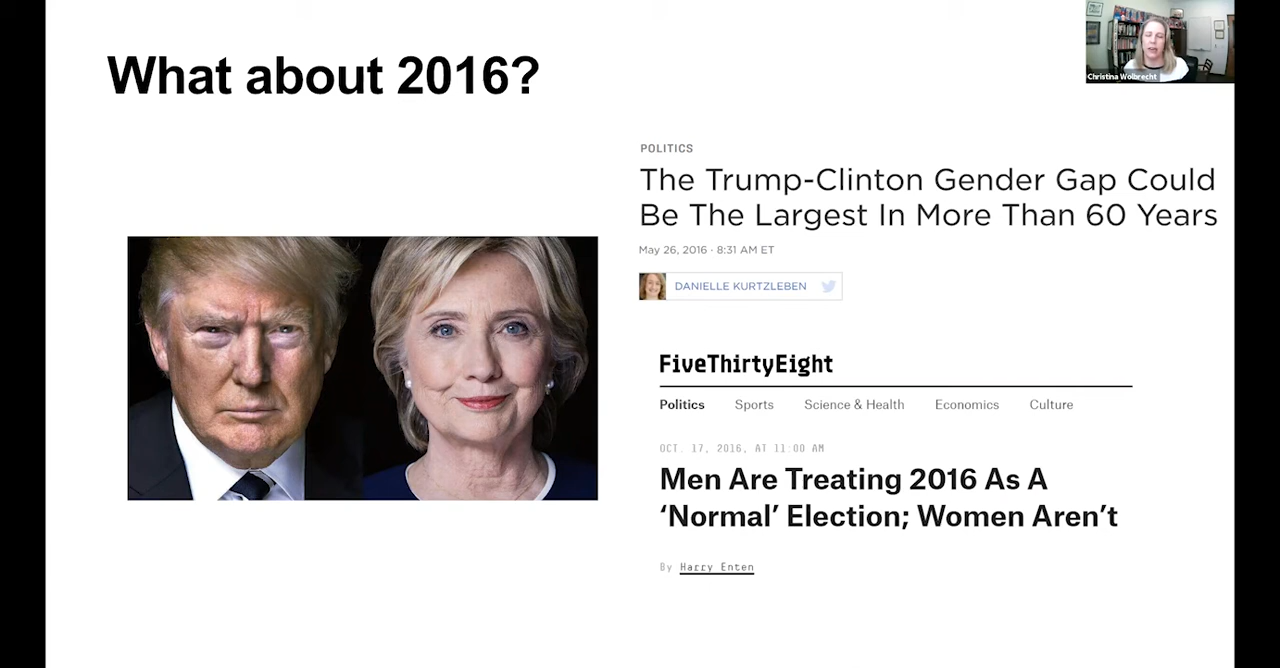 What about 2016?
Christina Wolbrecht
POLITICS
The Trump-Clinton Gender Gap Could
Be The Largest In More Than 60 Years
May 26, 2016 · 8:31 AM ET
DANIELLE KURTZLEBEN
FiveThirtyEight
Politics Sports Science & Health Economics Culture
OCT. 17, 2016, AT 11:00 AM
Men Are Treating 2016 As A
‘Normal’ Election; Women Aren’t
By Harry Enten